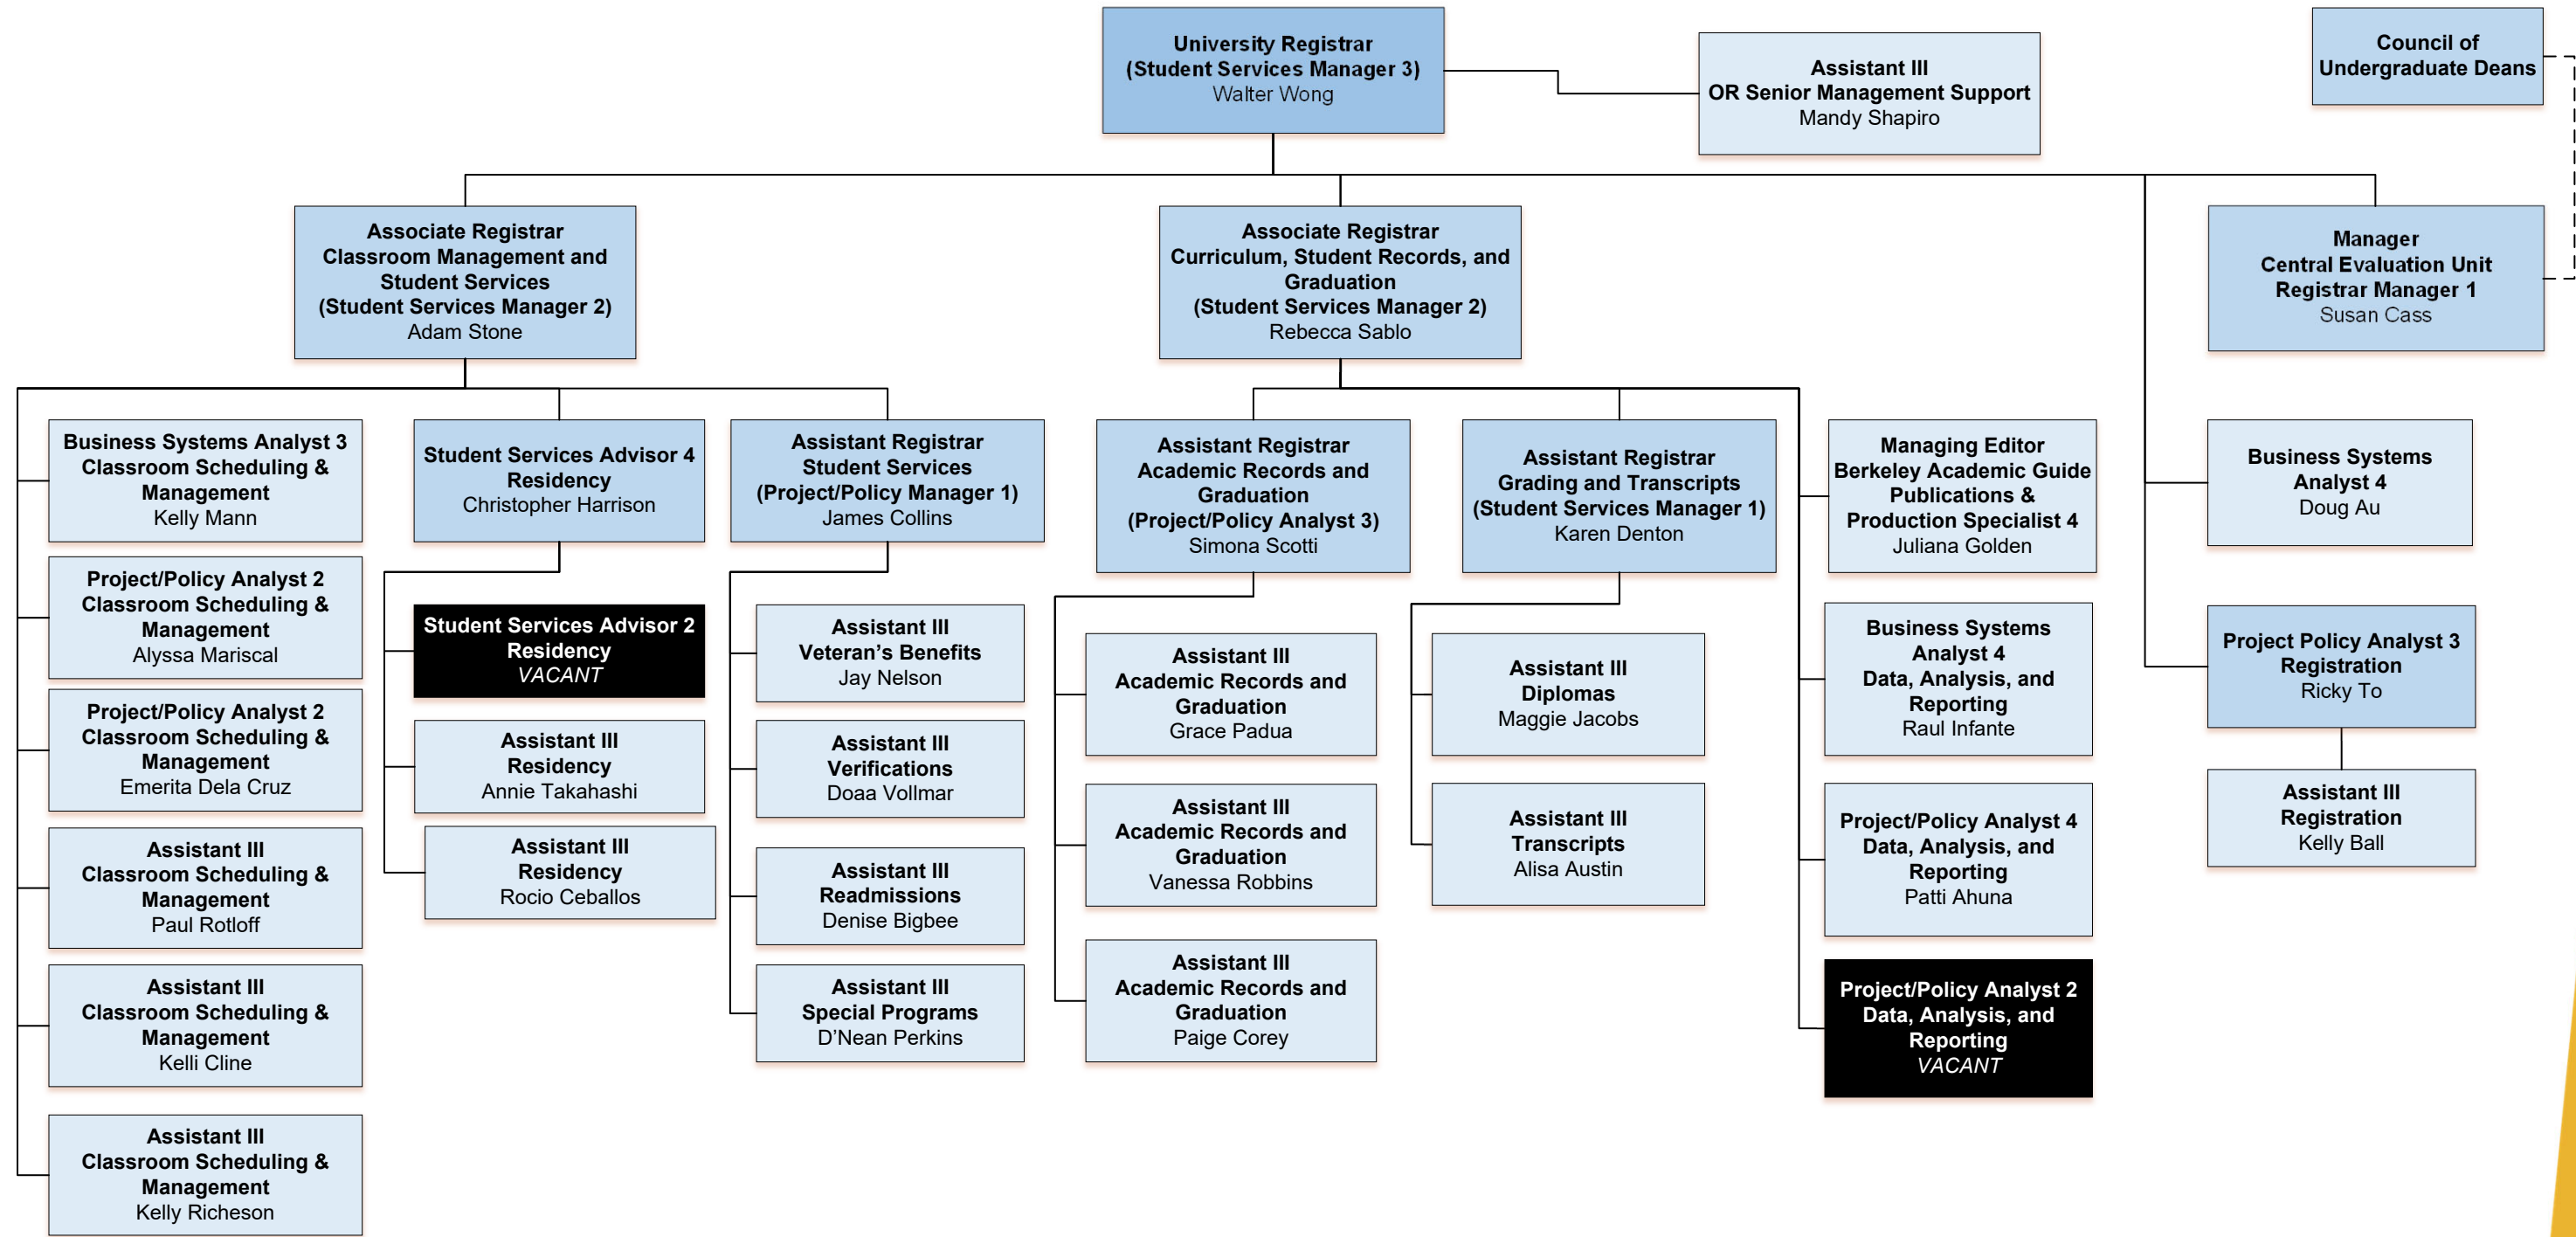 University Registrar
(Student Services Manager 3)
Walter Wong
Assistant III
OR Senior Management Support
Mandy Shapiro
Council of
Undergraduate Deans
Associate Registrar
Classroom Management and
Student Services
(Student Services Manager 2)
Adam Stone
Associate Registrar
Curriculum, Student Records, and
Graduation
(Student Services Manager 2)
Rebecca Sablo
Manager
Central Evaluation Unit
Registrar Manager 1
Susan Cass
Business Systems Analyst 3
Classroom Scheduling &
Management
Kelly Mann
Project/Policy Analyst 2
Classroom Scheduling &
Management
Alyssa Mariscal
Project/Policy Analyst 2
Classroom Scheduling &
Management
Emerita Dela Cruz
Assistant III
Classroom Scheduling &
Management
Paul Rotloff
Assistant III
Classroom Scheduling &
Management
Kelli Cline
Assistant III
Classroom Scheduling &
Management
Kelly Richeson
Student Services Advisor 4
Residency
Christopher Harrison
Student Services Advisor 2
Residency
VACANT
Assistant III
Residency
Annie Takahashi
Assistant III
Residency
Rocio Ceballos
Assistant Registrar
Student Services
(Project/Policy Manager 1)
James Collins
Assistant III
Veteran’s Benefits
Jay Nelson
Assistant III
Verifications
Doaa Vollmar
Assistant III
Readmissions
Denise Bigbee
Assistant III
Special Programs
D’Nean Perkins
Assistant Registrar
Academic Records and
Graduation
(Project/Policy Analyst 3)
Simona Scotti
Assistant III
Academic Records and
Graduation
Grace Padua
Assistant III
Academic Records and
Graduation
Vanessa Robbins
Assistant III
Academic Records and
Graduation
Paige Corey
Assistant Registrar
Grading and Transcripts
(Student Services Manager 1)
Karen Denton
Assistant III
Diplomas
Maggie Jacobs
Assistant III
Transcripts
Alisa Austin
Managing Editor
Berkeley Academic Guide
Publications &
Production Specialist 4
Juliana Golden
Business Systems
Analyst 4
Data, Analysis, and
Reporting
Raul Infante
Project/Policy Analyst 4
Data, Analysis, and
Reporting
Patti Ahuna
Project/Policy Analyst 2
Data, Analysis, and
Reporting
VACANT
Business Systems
Analyst 4
Doug Au
Project Policy Analyst 3
Registration
Ricky To
Assistant III
Registration
Kelly Ball